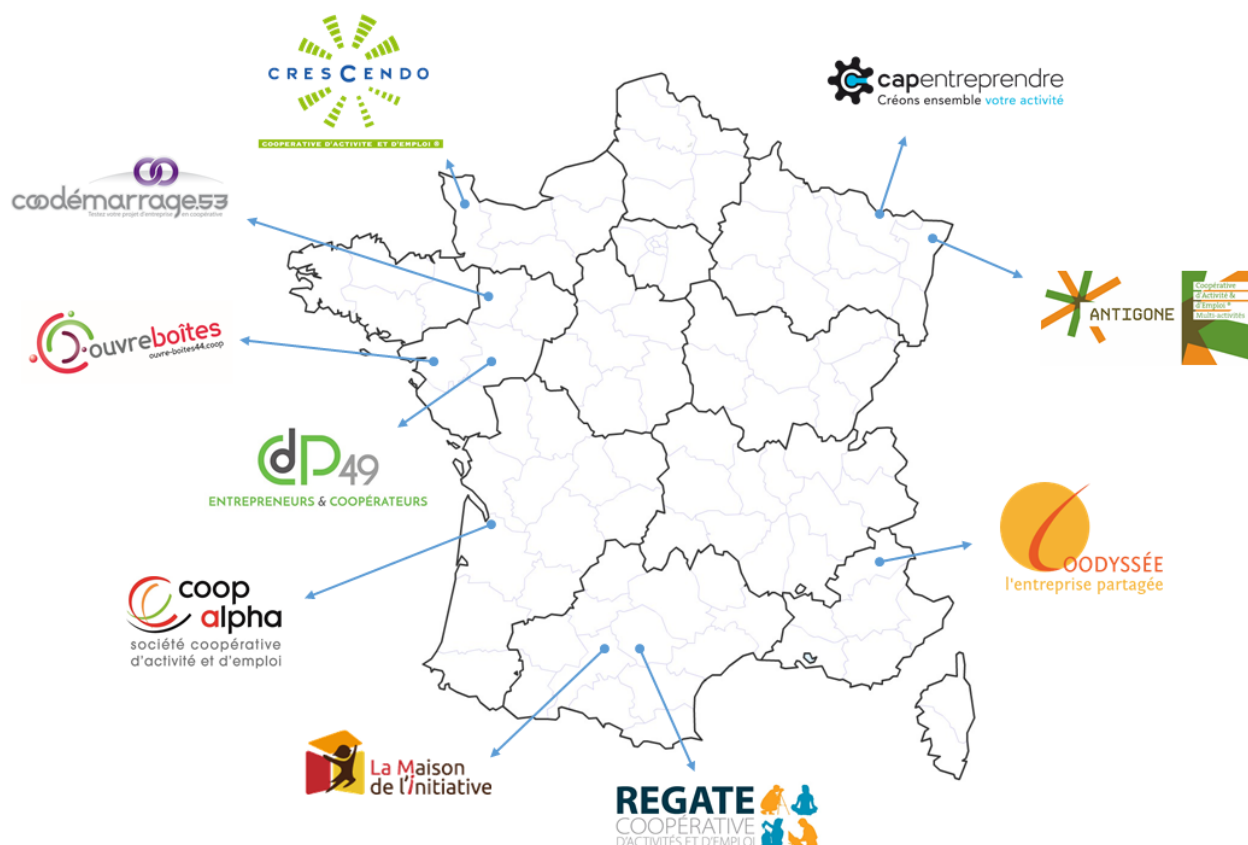 CRESCENDO
COOPERATIVE D'ACTIVITE ET D'EMPLOI ®
capentreprendre
Créons ensemble votre activité
coodémarrage53
Testez votre projet d'entreprise en coopérative
ANTIGONE
Coopérative
d'Activité &
d'Emploi ®
Multi activités
ouvreboîtes
ouvre-boites44.coop
CdP49
ENTREPRENEURS & COOPÉRATEURS
COODYSSÉE
l'entreprise partagée
coop
alpha
société coopérative
d'activité et d'emploi
La Maison
de l'initiative
REGATE
COOPÉRATIVE
D'ACTIVITÉS ET D'EMPLOI